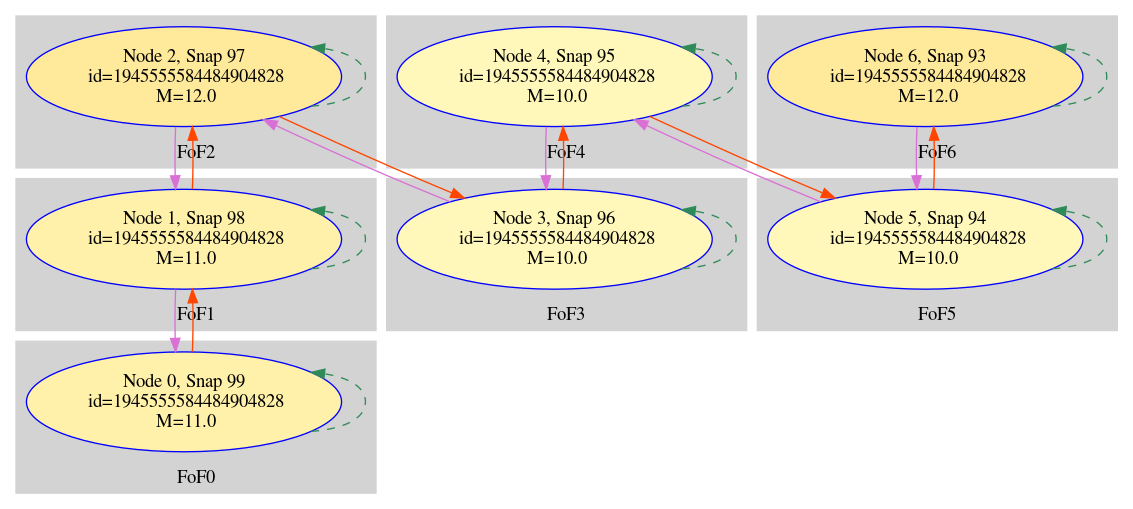 Node 2, Snap 97
id=1945555584484904828
M=12.0
FoF2
Node 4, Snap 95
id=1945555584484904828
M=10.0
FoF4
Node 6, Snap 93
id=1945555584484904828
M=12.0
FoF6
Node 1, Snap 98
id=1945555584484904828
M=11.0
FoF1
Node 3, Snap 96
id=1945555584484904828
M=10.0
FoF3
Node 5, Snap 94
id=1945555584484904828
M=10.0
FoF5
Node 0, Snap 99
id=1945555584484904828
M=11.0
FoF0